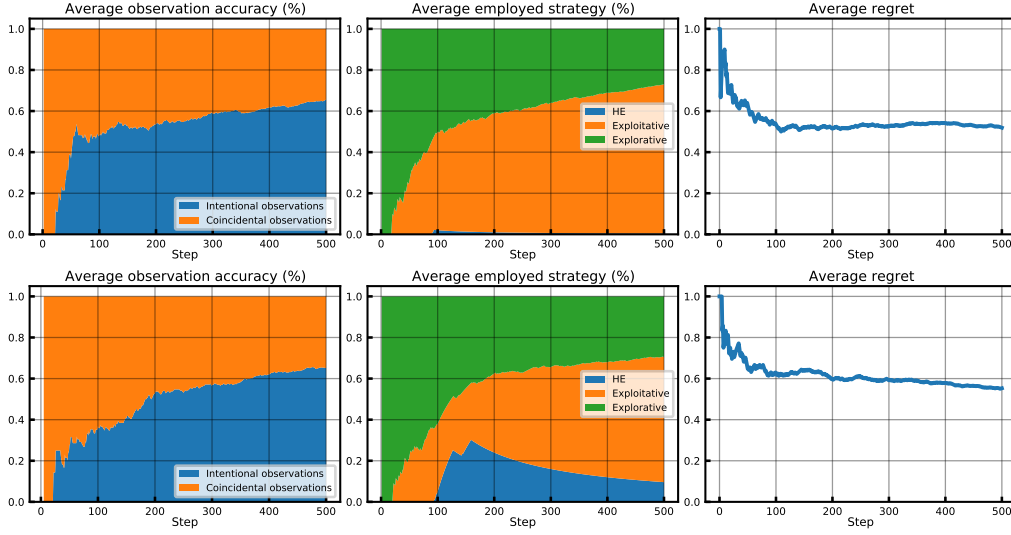 Average observation accuracy (%)
1.0
0.8
0.6
0.4
0.2
0.0
Intentional observations
Coincidental observations
0 100 200 300 400 500
Step
Average employed strategy (%)
1.0
0.8
0.6
0.4
0.2
0.0
HE
Exploitative
Explorative
0 100 200 300 400 500
Step
Average regret
1.0
0.8
0.6
0.4
0.2
0.0
0 100 200 300 400 500
Step
Average observation accuracy (%)
1.0
0.8
0.6
0.4
0.2
0.0
Intentional observations
Coincidental observations
0 100 200 300 400 500
Step
Average employed strategy (%)
1.0
0.8
0.6
0.4
0.2
0.0
HE
Exploitative
Explorative
0 100 200 300 400 500
Step
Average regret
1.0
0.8
0.6
0.4
0.2
0.0
0 100 200 300 400 500
Step